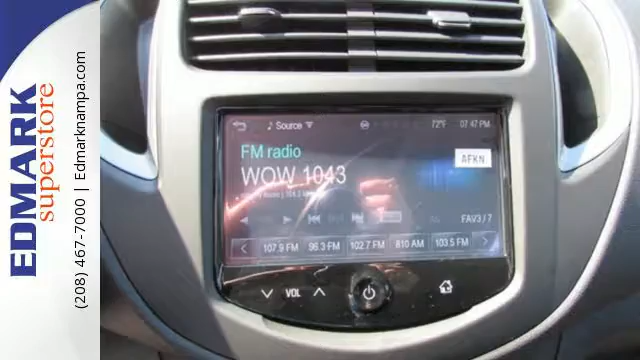 EDMARK
superstore
(208) 467-7000 | Edmarknampa.com
Source 72°F 07:47 PM
FM radio
AFKN
WOW 1043
FAV3 / 7
107.9 FM 96.3 FM 102.7 FM 810 AM 103.5 FM
VOL